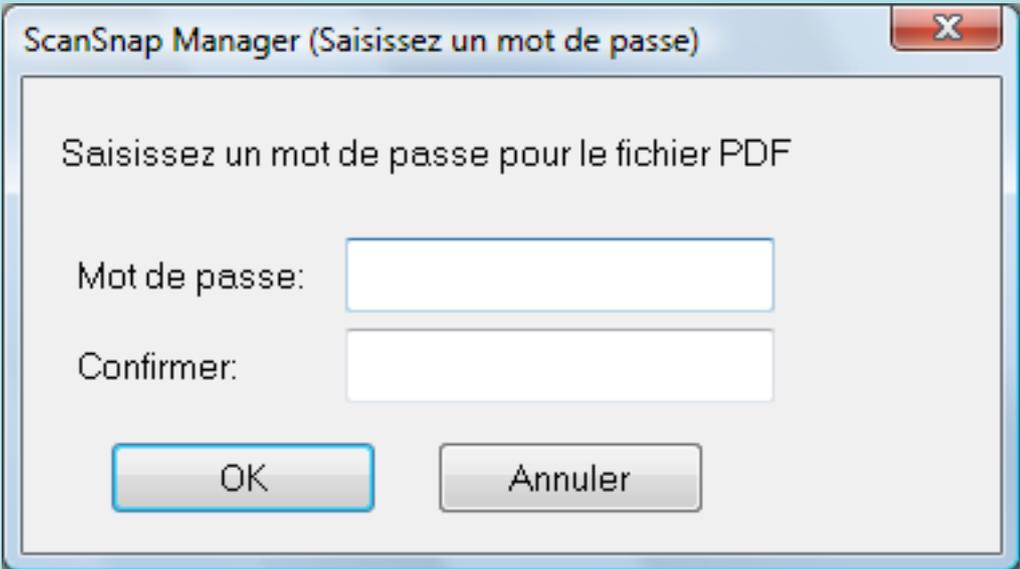 ScanSnap Manager (Saisissez un mot de passe)
Saisissez un mot de passe pour le fichier PDF
Mot de passe:
Confirmer:
OK Annuler